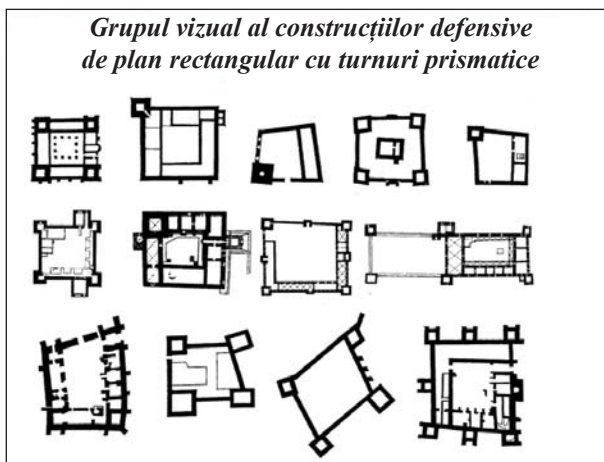 Grupul vizual al construcțiilor defensive
de plan rectangular cu turnuri prismatice